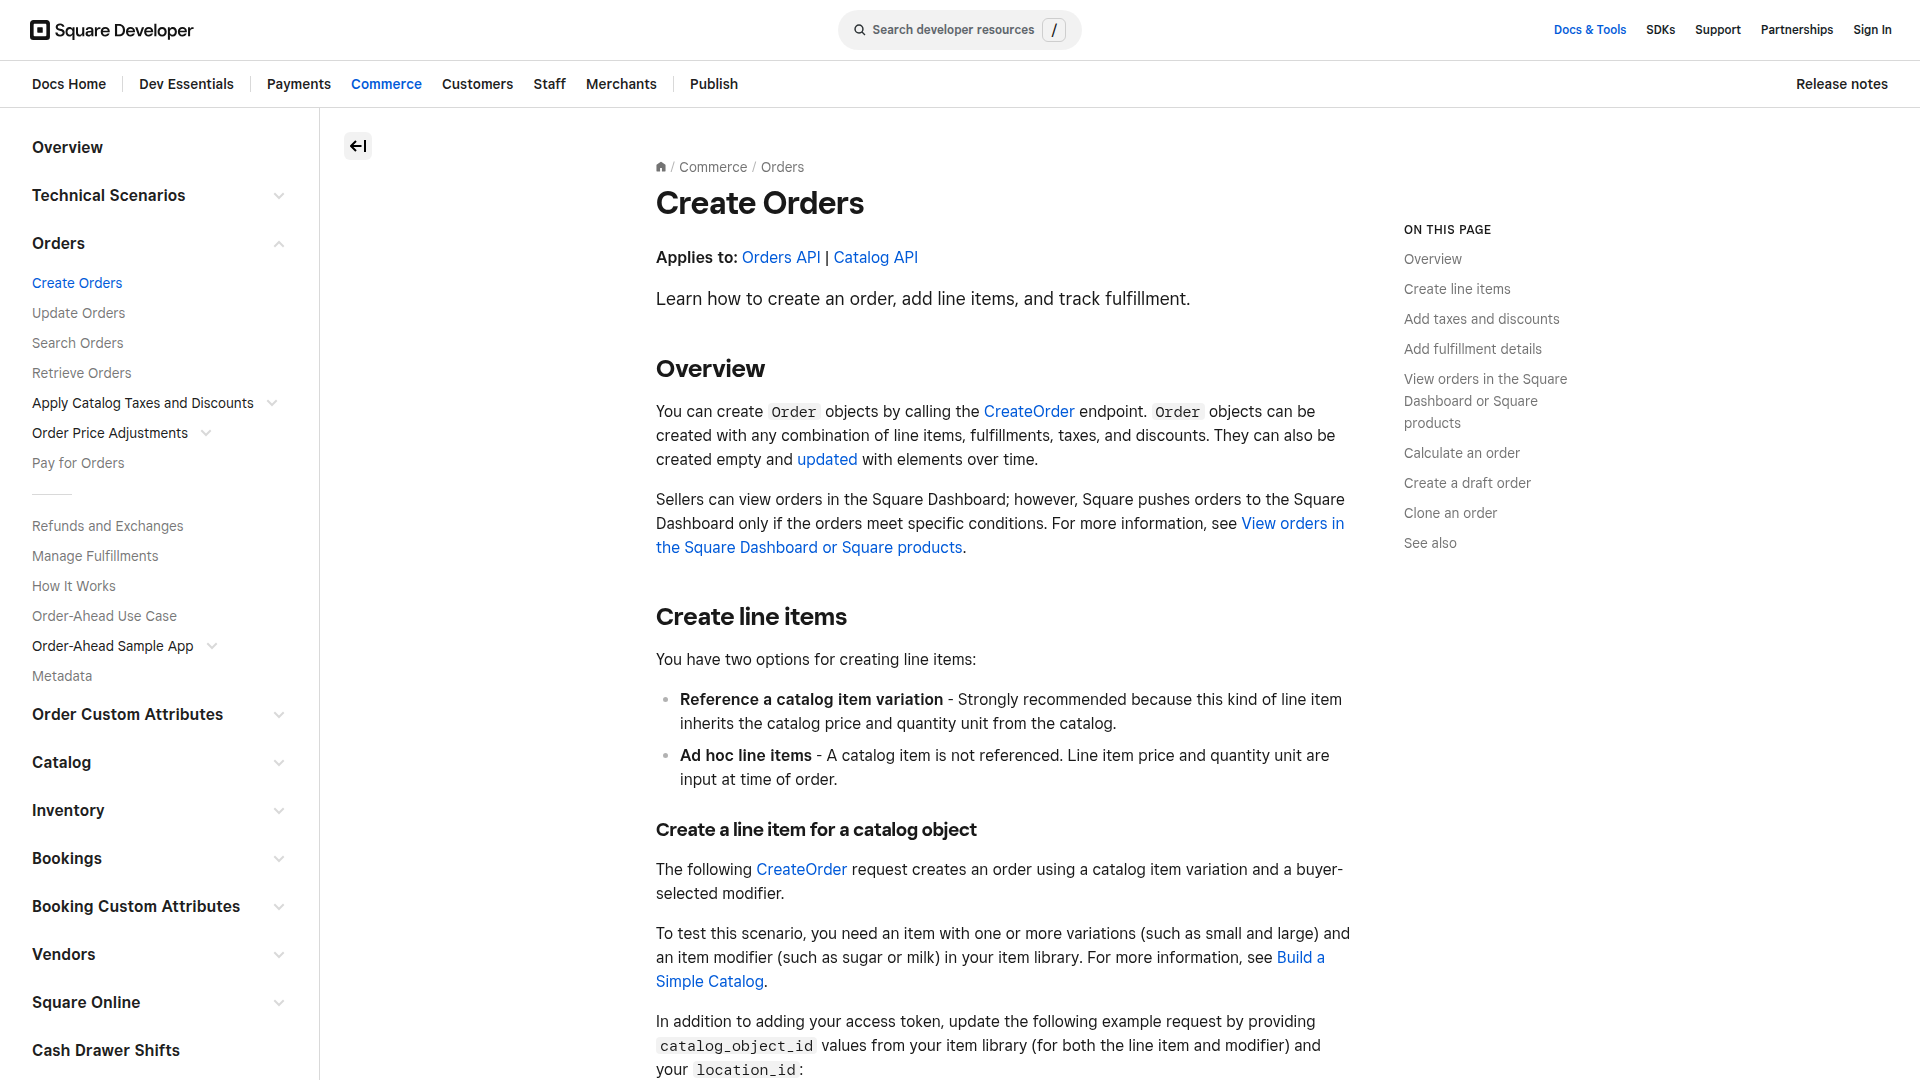 Square Developer
Search developer resources /
Docs & Tools
SDKs
Support
Partnerships
Sign In
Docs Home
Dev Essentials
Payments
Commerce
Customers
Staff
Merchants
Publish
Release notes
Overview
Technical Scenarios
Orders
Create Orders
Update Orders
Search Orders
Retrieve Orders
Apply Catalog Taxes and Discounts
Order Price Adjustments
Pay for Orders
Refunds and Exchanges
Manage Fulfillments
How It Works
Order-Ahead Use Case
Order-Ahead Sample App
Metadata
Order Custom Attributes
Catalog
Inventory
Bookings
Booking Custom Attributes
Vendors
Square Online
Cash Drawer Shifts
/ Commerce / Orders
Create Orders
Applies to: Orders API | Catalog API
Learn how to create an order, add line items, and track fulfillment.
Overview
You can create Order objects by calling the CreateOrder endpoint. Order objects can be
created with any combination of line items, fulfillments, taxes, and discounts. They can also be
created empty and updated with elements over time.
Sellers can view orders in the Square Dashboard; however, Square pushes orders to the Square
Dashboard only if the orders meet specific conditions. For more information, see View orders in
the Square Dashboard or Square products.
Create line items
You have two options for creating line items:
Reference a catalog item variation - Strongly recommended because this kind of line item
inherits the catalog price and quantity unit from the catalog.
Ad hoc line items - A catalog item is not referenced. Line item price and quantity unit are
input at time of order.
Create a line item for a catalog object
The following CreateOrder request creates an order using a catalog item variation and a buyer-
selected modifier.
To test this scenario, you need an item with one or more variations (such as small and large) and
an item modifier (such as sugar or milk) in your item library. For more information, see Build a
Simple Catalog.
In addition to adding your access token, update the following example request by providing
catalog_object_id values from your item library (for both the line item and modifier) and
your location_id:
ON THIS PAGE
Overview
Create line items
Add taxes and discounts
Add fulfillment details
View orders in the Square
Dashboard or Square
products
Calculate an order
Create a draft order
Clone an order
See also